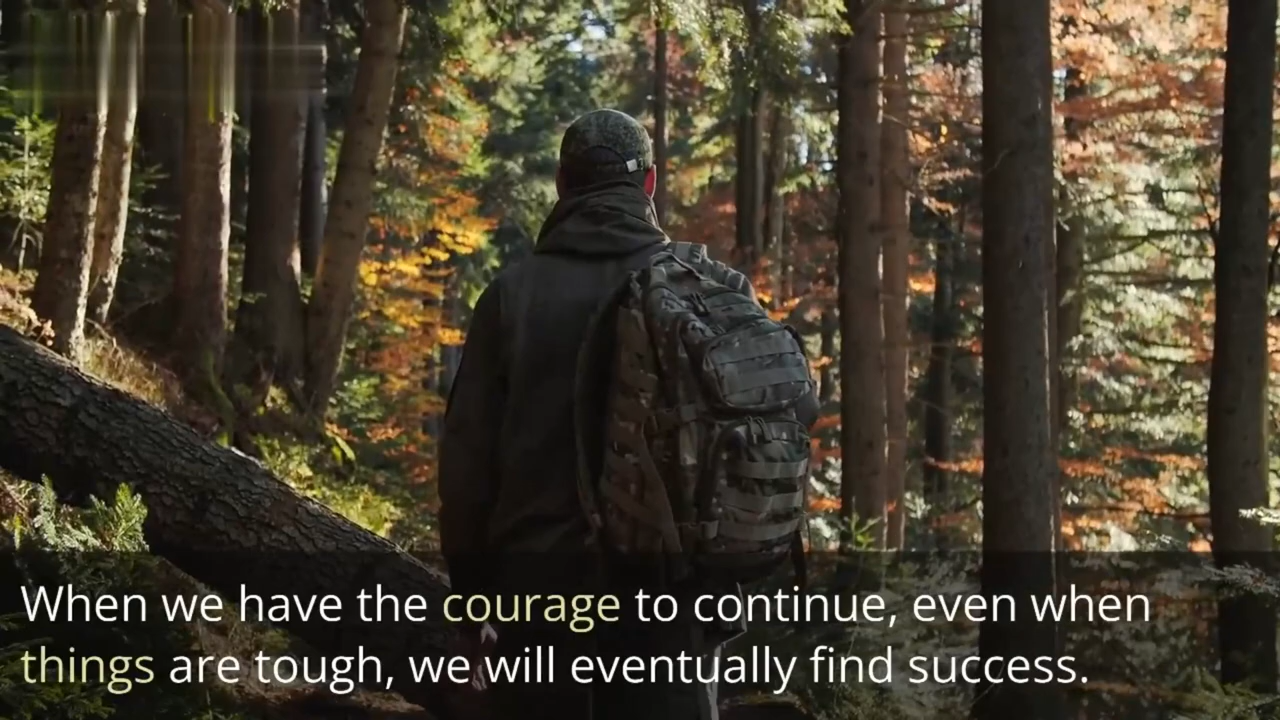 When we have the courage to continue, even when
things are tough, we will eventually find success.